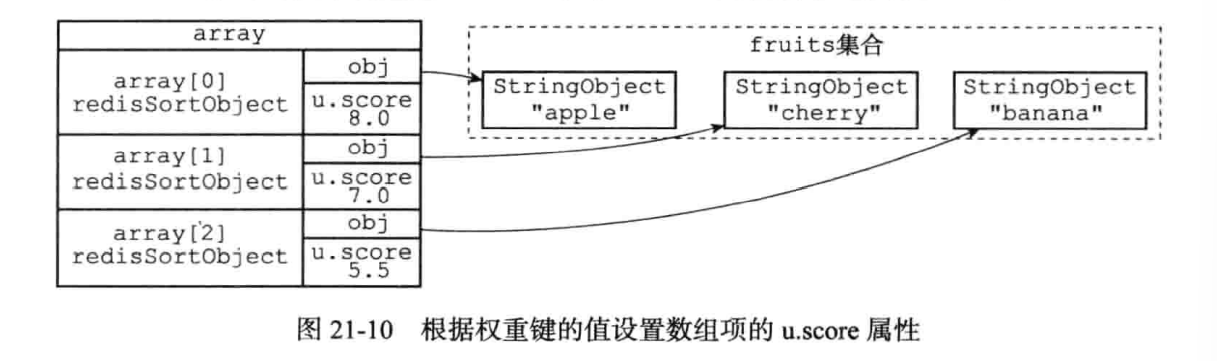 array
array[0]
redisSortObject
obj
u.score
8.0
array[1]
redisSortObject
obj
u.score
7.0
array[2]
redisSortObject
obj
u.score
5.5
fruits集合
StringObject
"apple"
StringObject
"cherry"
StringObject
"banana"
图 21-10 根据权重键的值设置数组项的 u.score 属性